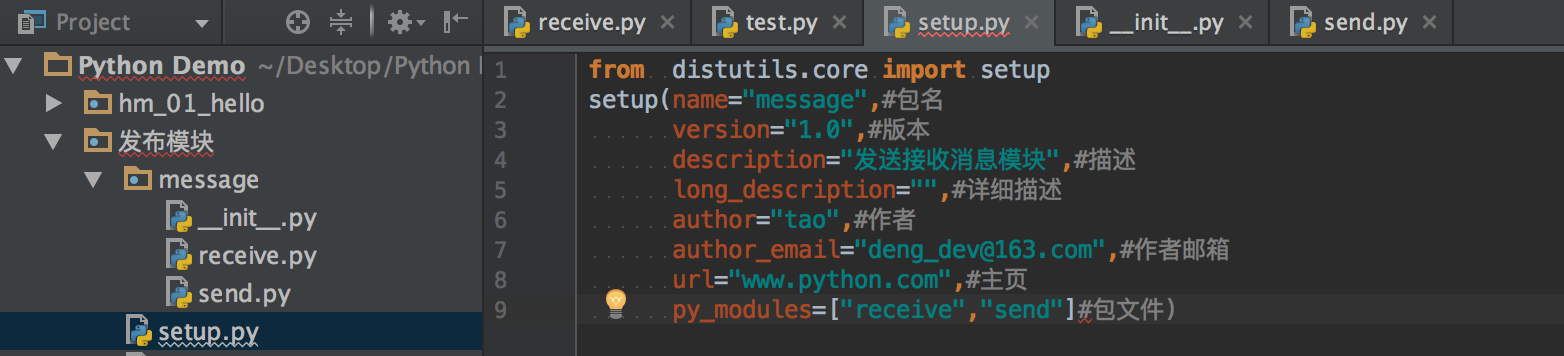 Project
receive.py
test.py
setup.py
__init__.py
send.py
Python Demo ~/Desktop/Python
hm_01_hello
发布模块
message
__init__.py
receive.py
send.py
setup.py
1 from distutils.core import setup
2 setup(name="message",#包名
3 version="1.0",#版本
4 description="发送接收消息模块",#描述
5 long_description="",#详细描述
6 author="tao",#作者
7 author_email="deng_dev@163.com",#作者邮箱
8 url="www.python.com",#主页
9 py_modules=["receive","send"]#包文件)